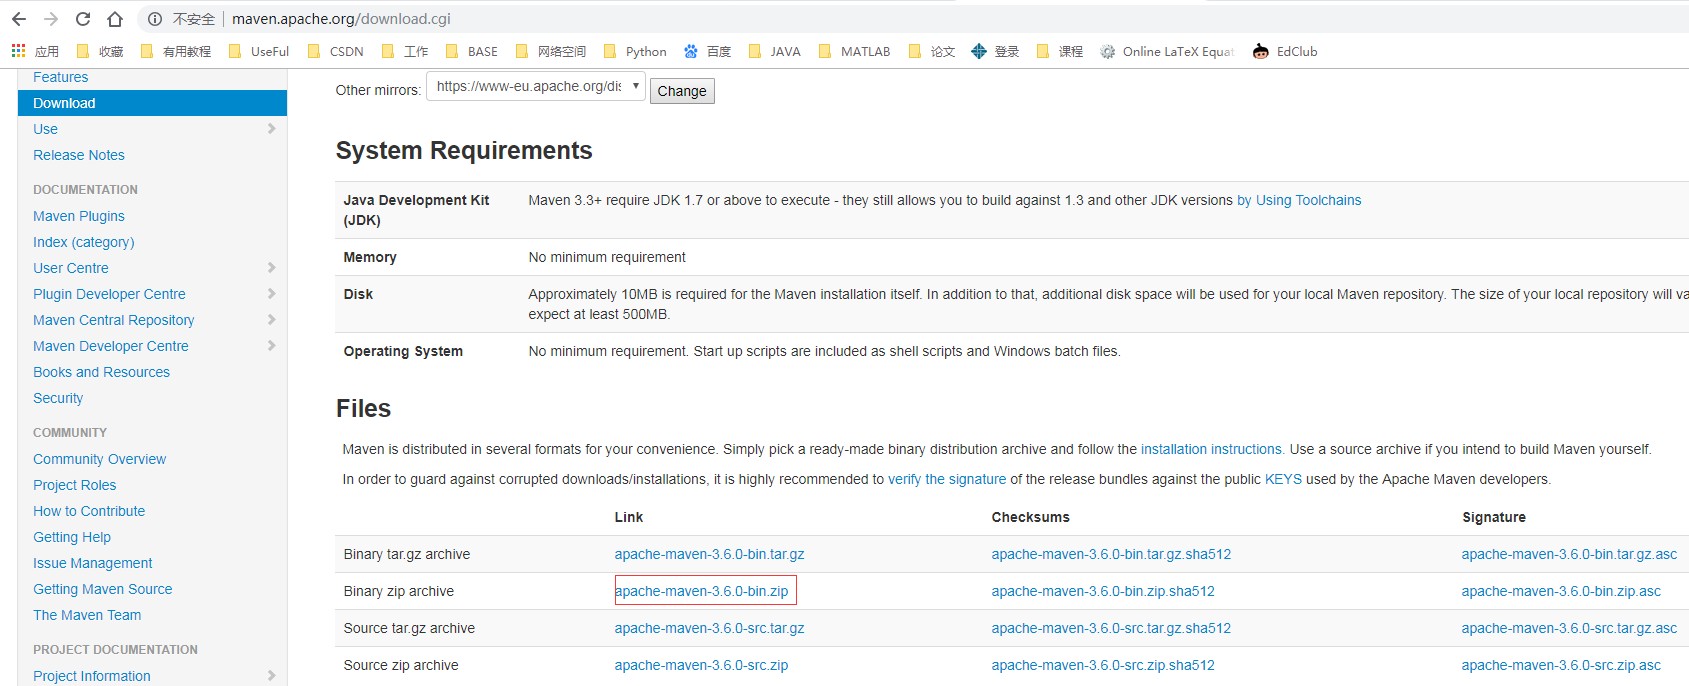 不安全 maven.apache.org/download.cgi
应用 收藏 有用教程 UseFul CSDN 工作 BASE 网络空间 Python 百度 JAVA MATLAB 论文 登录 课程 Online LaTeX Equat EdClub
Features
Download
Use
Release Notes
DOCUMENTATION
Maven Plugins
Index (category)
User Centre
Plugin Developer Centre
Maven Central Repository
Maven Developer Centre
Books and Resources
Security
COMMUNITY
Community Overview
Project Roles
How to Contribute
Getting Help
Issue Management
Getting Maven Source
The Maven Team
PROJECT DOCUMENTATION
Project Information
Other mirrors: https://www-eu.apache.org/dis Change
System Requirements
Java Development Kit Maven 3.3+ require JDK 1.7 or above to execute - they still allows you to build against 1.3 and other JDK versions by Using Toolchains
(JDK)
Memory No minimum requirement
Disk Approximately 10MB is required for the Maven installation itself. In addition to that, additional disk space will be used for your local Maven repository. The size of your local repository will va
expect at least 500MB.
Operating System No minimum requirement. Start up scripts are included as shell scripts and Windows batch files.
Files
Maven is distributed in several formats for your convenience. Simply pick a ready-made binary distribution archive and follow the installation instructions. Use a source archive if you intend to build Maven yourself.
In order to guard against corrupted downloads/installations, it is highly recommended to verify the signature of the release bundles against the public KEYS used by the Apache Maven developers.
Link Checksums Signature
Binary tar.gz archive apache-maven-3.6.0-bin.tar.gz apache-maven-3.6.0-bin.tar.gz.sha512 apache-maven-3.6.0-bin.tar.gz.asc
Binary zip archive apache-maven-3.6.0-bin.zip apache-maven-3.6.0-bin.zip.sha512 apache-maven-3.6.0-bin.zip.asc
Source tar.gz archive apache-maven-3.6.0-src.tar.gz apache-maven-3.6.0-src.tar.gz.sha512 apache-maven-3.6.0-src.tar.gz.asc
Source zip archive apache-maven-3.6.0-src.zip apache-maven-3.6.0-src.zip.sha512 apache-maven-3.6.0-src.zip.asc